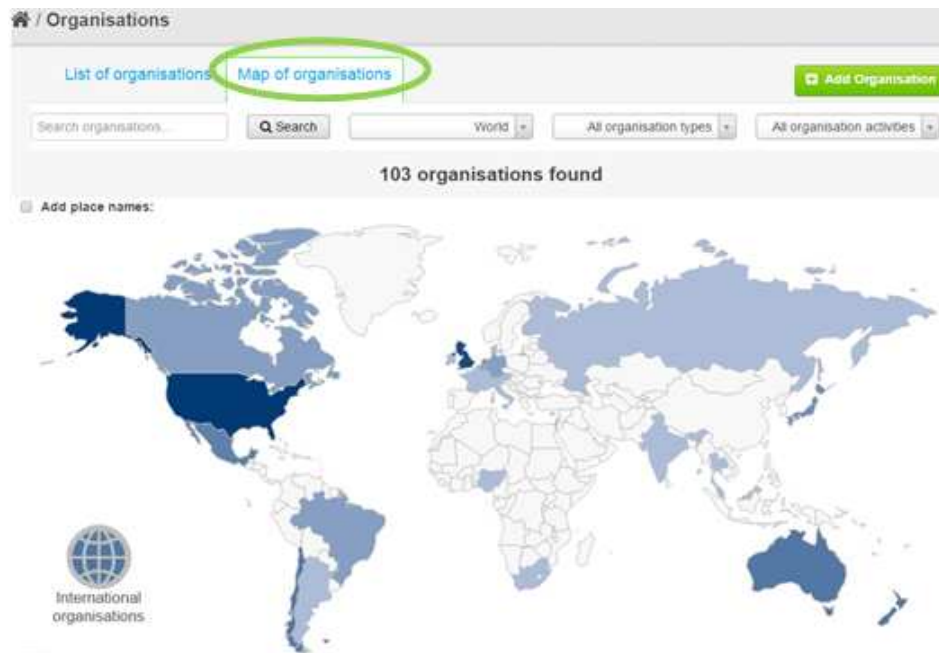 / Organisations
List of organisations Map of organisations
Add Organisation
Search organisations... Search World All organisation types All organisation activities
103 organisations found
Add place names:
International
organisations